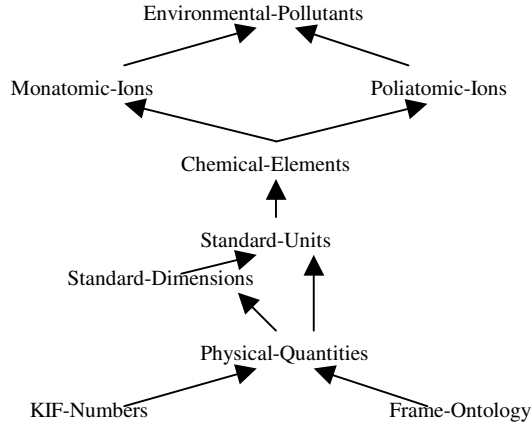 Environmental-Pollutants
Monatomic-Ions
Poliatomic-Ions
Chemical-Elements
Standard-Units
Standard-Dimensions
Physical-Quantities
KIF-Numbers
Frame-Ontology